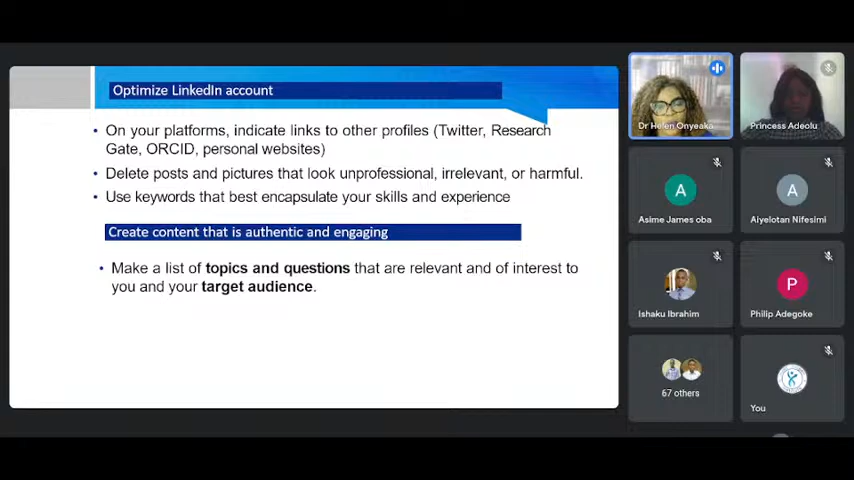 Optimize LinkedIn account
On your platforms, indicate links to other profiles (Twitter, Research
Gate, ORCID, personal websites)
Delete posts and pictures that look unprofessional, irrelevant, or harmful.
Use keywords that best encapsulate your skills and experience
Create content that is authentic and engaging
Make a list of topics and questions that are relevant and of interest to
you and your target audience.
Dr Helen Onyeaka
Princess Adeolu
A
Asime James oba
A
Aiyelotan Nifesimi
Ishaku Ibrahim
P
Philip Adegoke
67 others
You